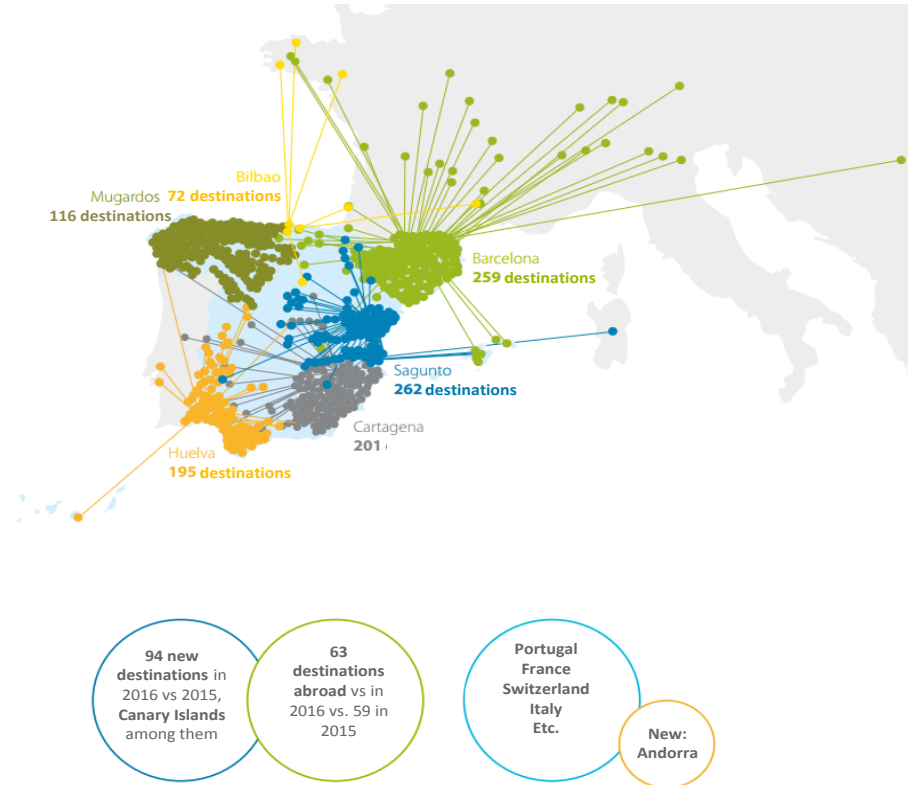 Bilbao
72 destinations
Mugardos
116 destinations
Barcelona
259 destinations
Sagunto
262 destinations
Cartagena
201
Huelva
195 destinations
94 new
destinations in
2016 vs 2015,
Canary Islands
among them
63
destinations
abroad vs in
2016 vs. 59 in
2015
Portugal
France
Switzerland
Italy
Etc.
New:
Andorra